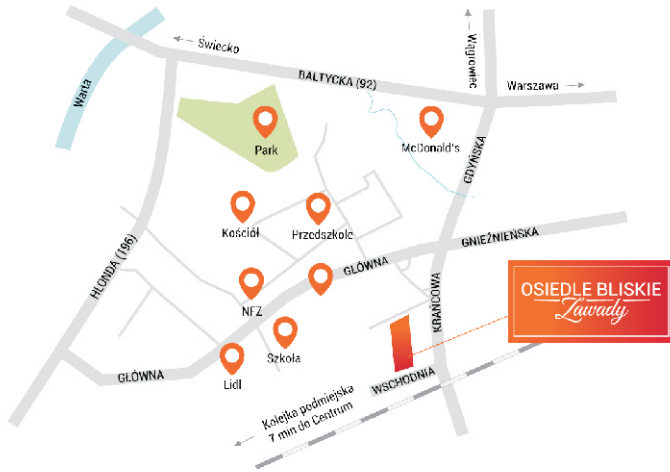 Świecko
Wągrowiec
Warszawa
Warta
BAŁTYCKA (92)
Park
McDonald's
GDYŃSKA
Kościół
Przedszkole
HLONDA (196)
GŁÓWNA
GNIEŹNIEŃSKA
NFZ
KRAŃCOWA
OSIEDLE BLISKIE
Zawady
Szkoła
Lidl
GŁÓWNA
WSCHODNIA
Kolejka podmiejska
7 min do Centrum